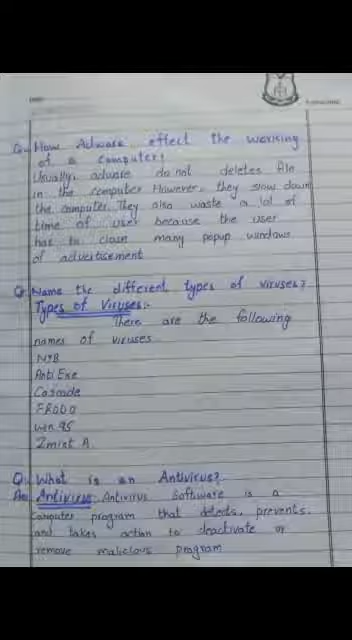 Q:- How Adware effect the working
of a computer?
Usually, adware do not deletes file
in the computer However, they slow down
the computer. They also waste a lot of
time of user because the user
has to closn many popup windows
of advertisement
Q:- Name the different types of viruses?
Types of Viruses:-
There are the following
names of viruses
NYB
Anti Exe
Cascade
FRODO
win 95
Zmist A.
Q:- What is an Antivirus?
An: Antivirus Antivirus Software is a
computer program that detects, prevents,
and takes action to deactivate or
remove malicious program